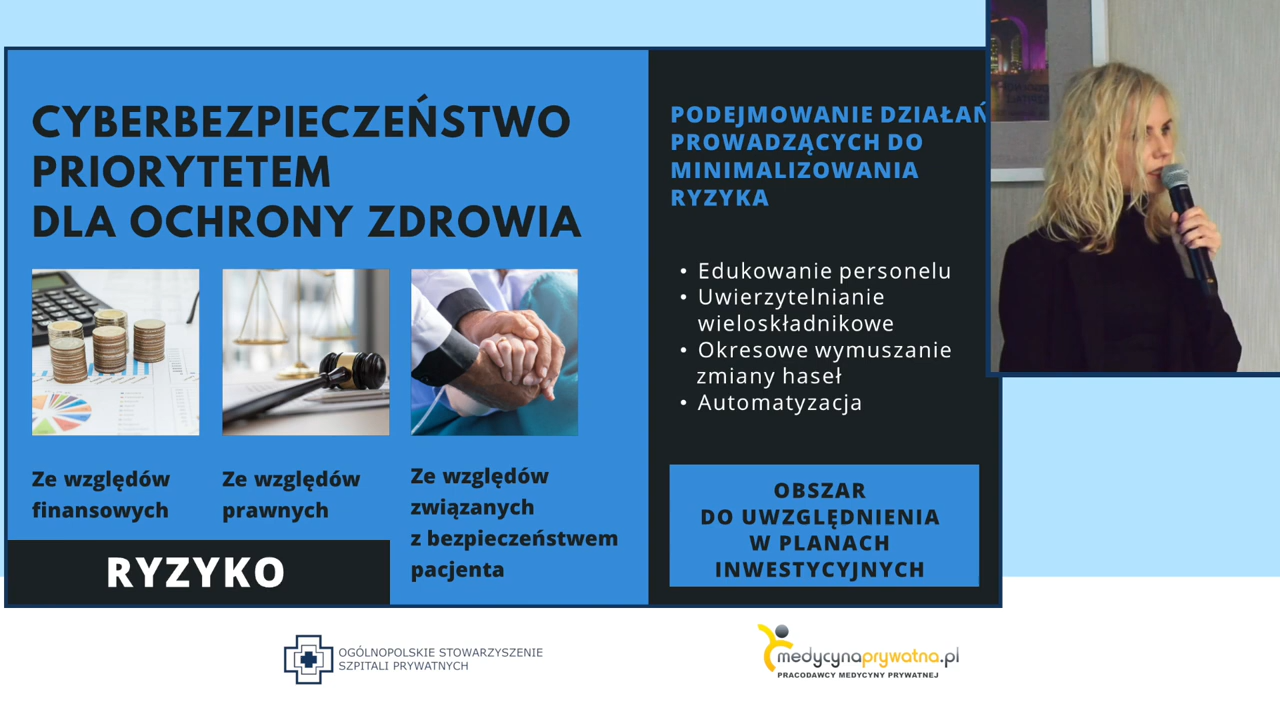 CYBERBEZPIECZEŃSTWO
PRIORYTETEM
DLA OCHRONY ZDROWIA
Ze względów
finansowych
Ze względów
prawnych
Ze względów
związanych
z bezpieczeństwem
pacjenta
RYZYKO
PODEJMOWANIE DZIAŁAŃ
PROWADZĄCYCH DO
MINIMALIZOWANIA
RYZYKA
• Edukowanie personelu
• Uwierzytelnianie
wieloskładnikowe
• Okresowe wymuszanie
zmiany haseł
• Automatyzacja
OBSZAR
DO UWZGLĘDNIENIA
W PLANACH
INWESTYCYJNYCH
OGÓLNOPOLSKIE STOWARZYSZENIE
SZPITALI PRYWATNYCH
medycynaprywatna.pl
PRACODAWCY MEDYCYNY PRYWATNEJ